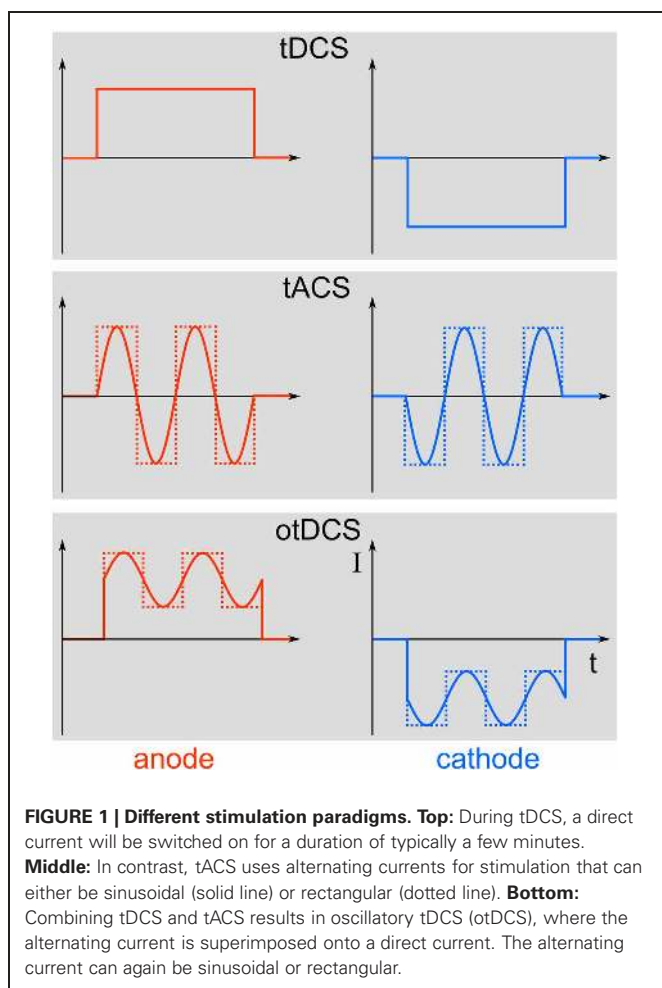 tDCS
tACS
otDCS
I
t
anode
cathode
FIGURE 1 | Different stimulation paradigms. Top: During tDCS, a direct
current will be switched on for a duration of typically a few minutes.
Middle: In contrast, tACS uses alternating currents for stimulation that can
either be sinusoidal (solid line) or rectangular (dotted line). Bottom:
Combining tDCS and tACS results in oscillatory tDCS (otDCS), where the
alternating current is superimposed onto a direct current. The alternating
current can again be sinusoidal or rectangular.